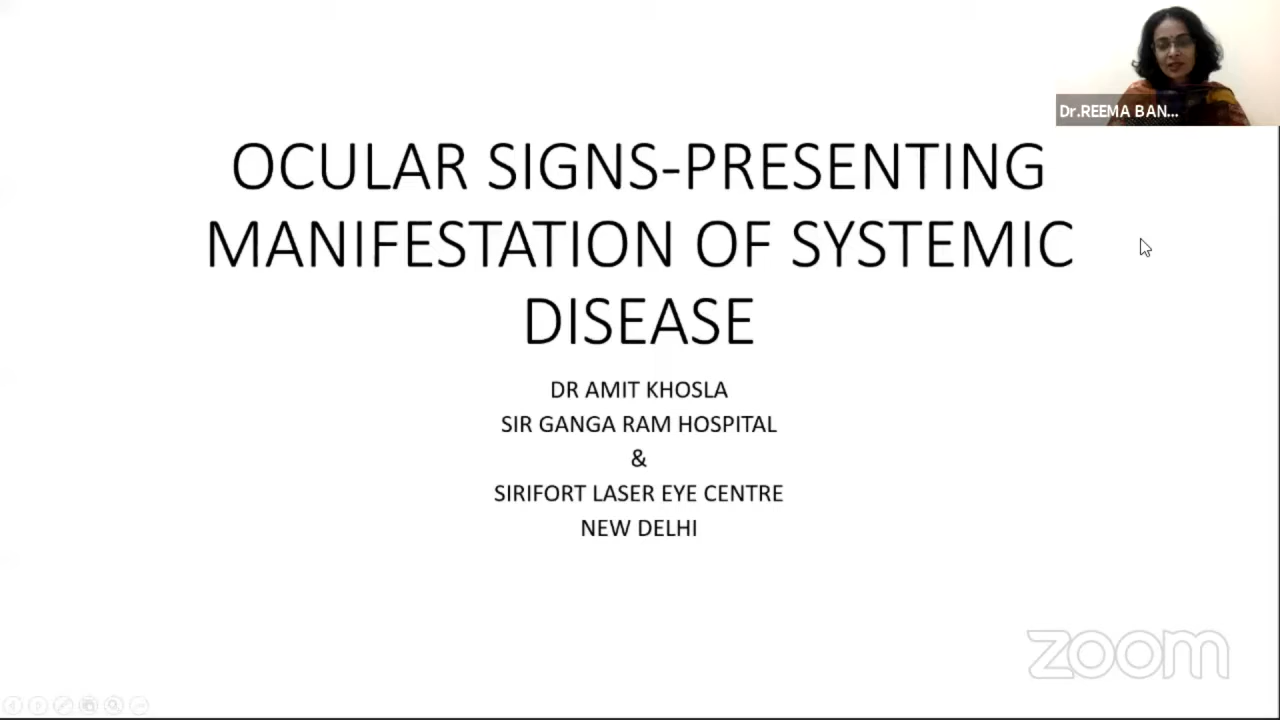 Dr.REEMA BAN...
OCULAR SIGNS-PRESENTING
MANIFESTATION OF SYSTEMIC
DISEASE
DR AMIT KHOSLA
SIR GANGA RAM HOSPITAL
&
SIRIFORT LASER EYE CENTRE
NEW DELHI
zoom